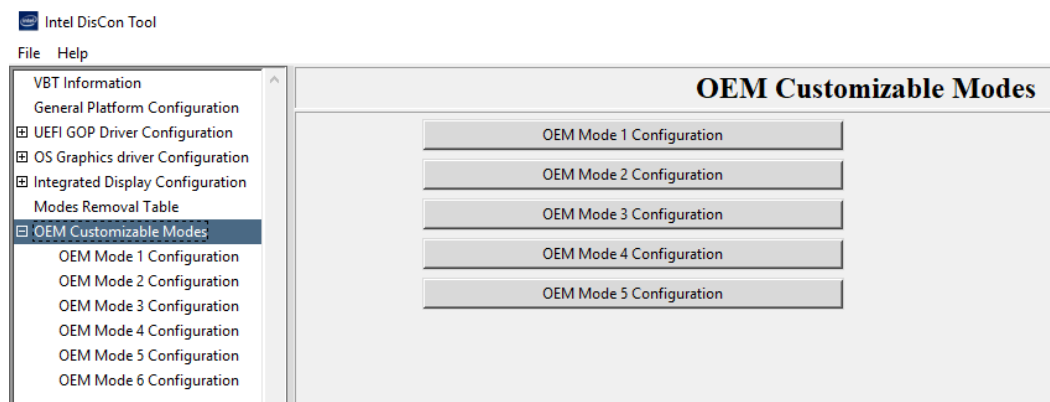 Intel DisCon Tool
File Help
VBT Information
General Platform Configuration
UEFI GOP Driver Configuration
OS Graphics driver Configuration
Integrated Display Configuration
Modes Removal Table
OEM Customizable Modes
OEM Mode 1 Configuration
OEM Mode 2 Configuration
OEM Mode 3 Configuration
OEM Mode 4 Configuration
OEM Mode 5 Configuration
OEM Mode 6 Configuration
OEM Customizable Modes
OEM Mode 1 Configuration
OEM Mode 2 Configuration
OEM Mode 3 Configuration
OEM Mode 4 Configuration
OEM Mode 5 Configuration